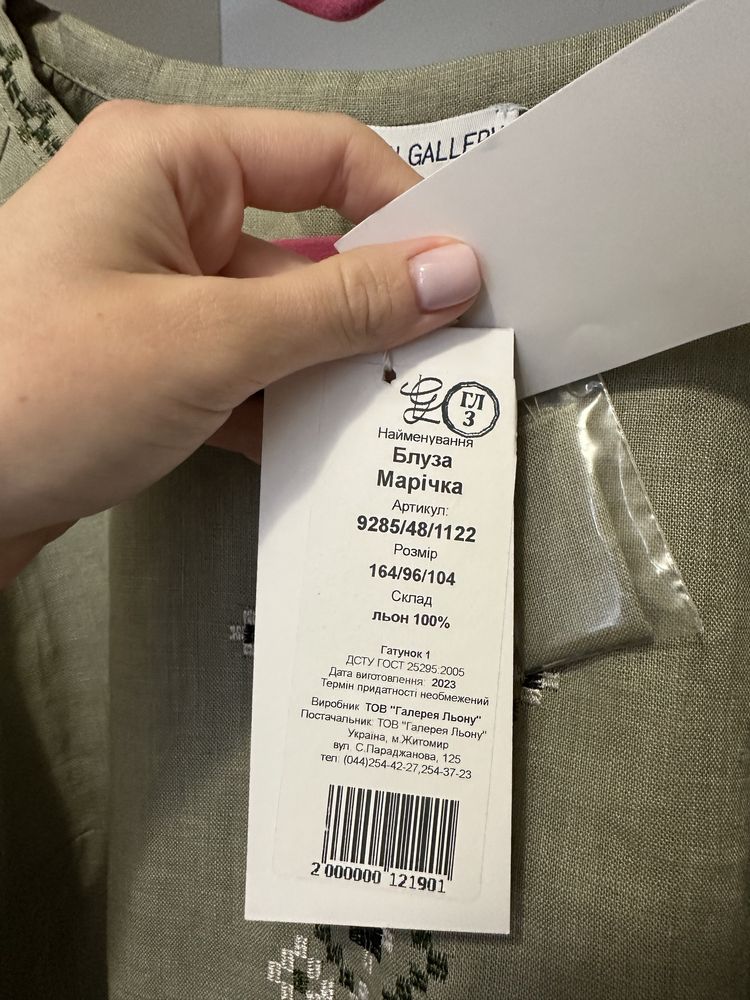 GALLERY
ГЛ
3
Найменування
Блуза
Марічка
Артикул:
9285/48/1122
Розмір
164/96/104
Склад
льон 100%
Гатунок 1
ДСТУ ГОСТ 25295:2005
Дата виготовлення: 2023
Термін придатності необмежений
Виробник ТОВ "Галерея Льону"
Постачальник: ТОВ "Галерея Льону"
Україна, м.Житомир
вул. С.Параджанова, 125
тел: (044)254-42-27,254-37-23
2 000000 121901